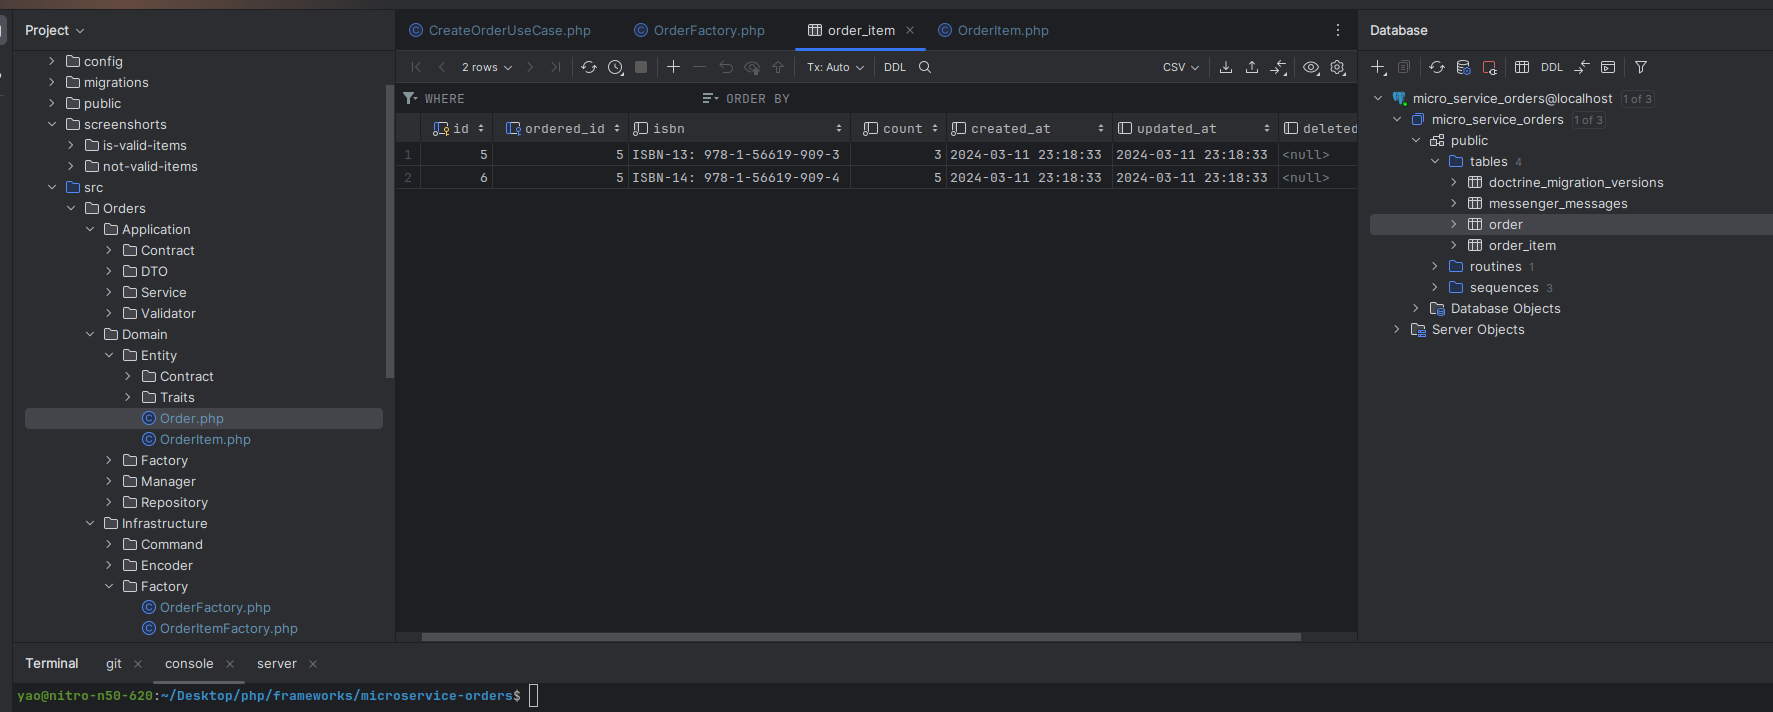 Project
config
migrations
public
screenshorts
is-valid-items
not-valid-items
src
Orders
Application
Contract
DTO
Service
Validator
Domain
Entity
Contract
Traits
Order.php
OrderItem.php
Factory
Manager
Repository
Infrastructure
Command
Encoder
Factory
OrderFactory.php
OrderItemFactory.php
CreateOrderUseCase.php OrderFactory.php order_item OrderItem.php
2 rows Tx: Auto DDL CSV
WHERE ORDER BY
id ordered_id isbn count created_at updated_at deleted
1 5 5 ISBN-13: 978-1-56619-909-3 3 2024-03-11 23:18:33 2024-03-11 23:18:33 <null>
2 6 5 ISBN-14: 978-1-56619-909-4 5 2024-03-11 23:18:33 2024-03-11 23:18:33 <null>
Database
DDL
micro_service_orders@localhost 1 of 3
micro_service_orders 1 of 3
public
tables 4
doctrine_migration_versions
messenger_messages
order
order_item
routines 1
sequences 3
Database Objects
Server Objects
Terminal git console server
yao@nitro-n50-620:~/Desktop/php/frameworks/microservice-orders$